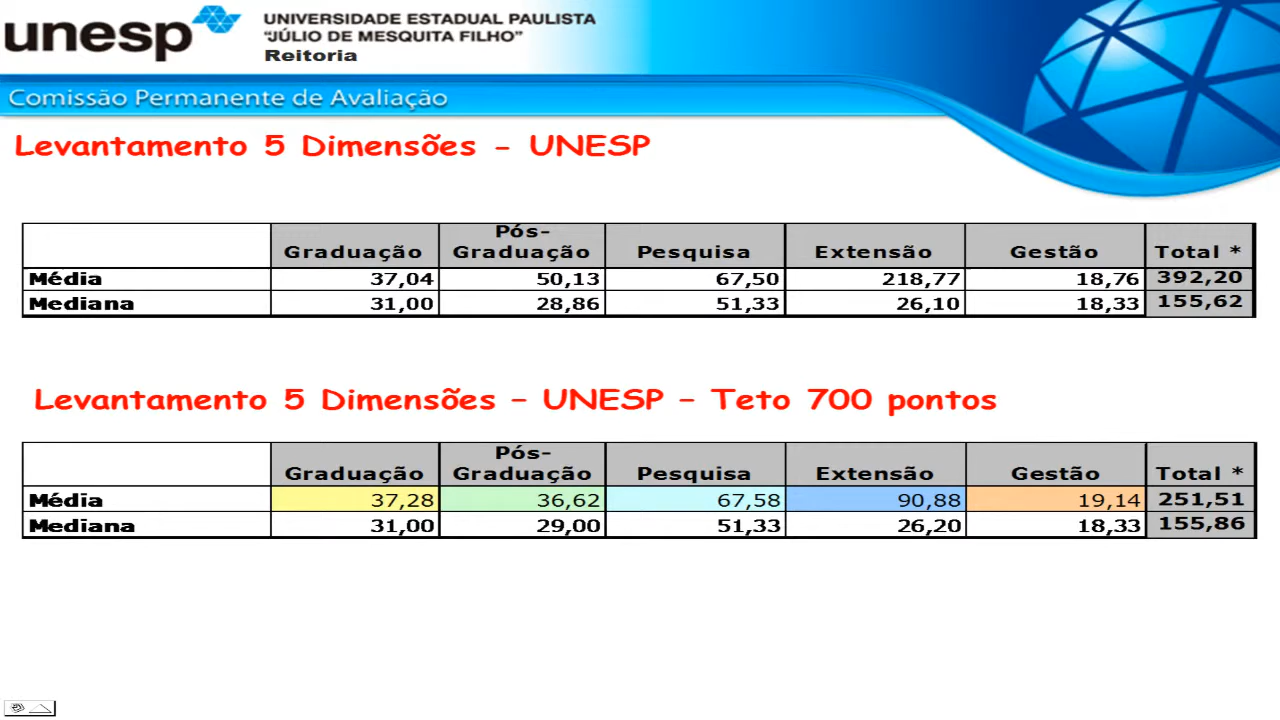 unesp
UNIVERSIDADE ESTADUAL PAULISTA
"JÚLIO DE MESQUITA FILHO"
Reitoria
Comissão Permanente de Avaliação
Levantamento 5 Dimensões - UNESP
Graduação Pós-Graduação Pesquisa Extensão Gestão Total *
Média 37,04 50,13 67,50 218,77 18,76 392,20
Mediana 31,00 28,86 51,33 26,10 18,33 155,62
Levantamento 5 Dimensões – UNESP – Teto 700 pontos
Graduação Pós-Graduação Pesquisa Extensão Gestão Total *
Média 37,28 36,62 67,58 90,88 19,14 251,51
Mediana 31,00 29,00 51,33 26,20 18,33 155,86